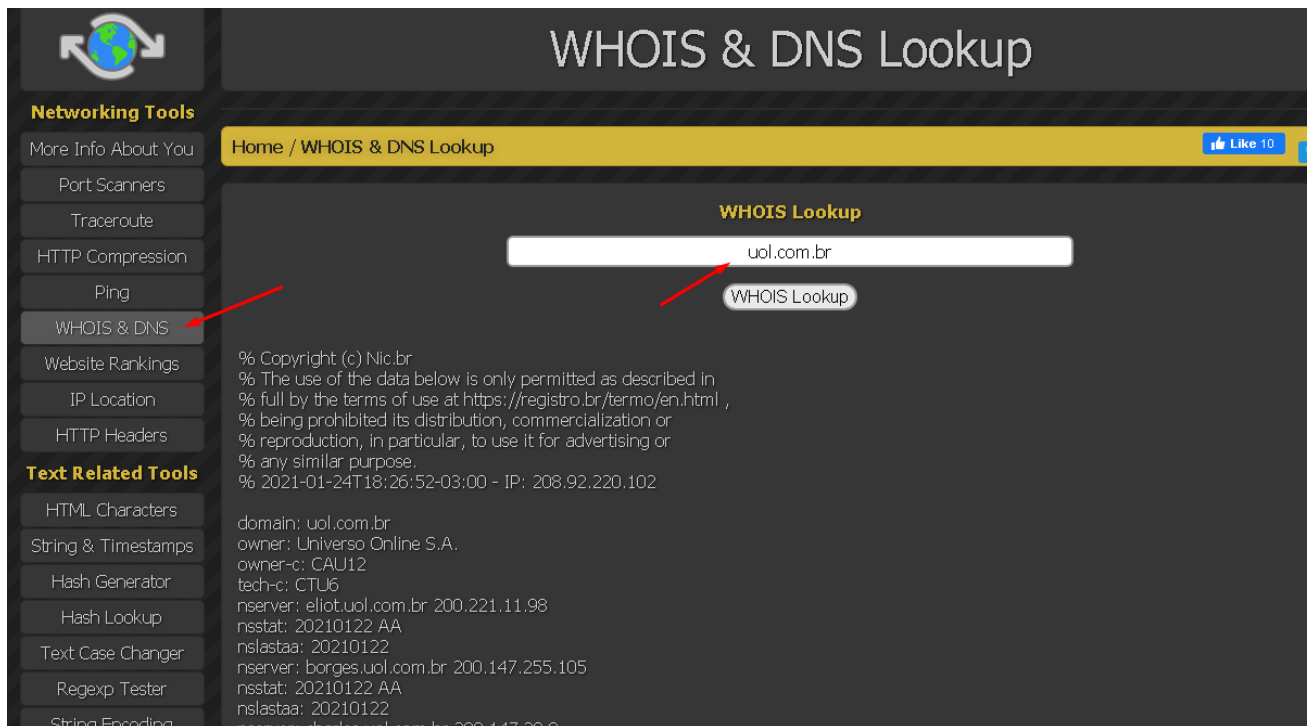 WHOIS & DNS Lookup
Networking Tools
More Info About You
Port Scanners
Traceroute
HTTP Compression
Ping
WHOIS & DNS
Website Rankings
IP Location
HTTP Headers
Text Related Tools
HTML Characters
String & Timestamps
Hash Generator
Hash Lookup
Text Case Changer
Regexp Tester
String Encoding
Home / WHOIS & DNS Lookup
Like 10
WHOIS Lookup
uol.com.br
WHOIS Lookup
% Copyright (c) Nic.br
% The use of the data below is only permitted as described in
% full by the terms of use at https://registro.br/termo/en.html ,
% being prohibited its distribution, commercialization or
% reproduction, in particular, to use it for advertising or
% any similar purpose.
% 2021-01-24T18:26:52-03:00 - IP: 208.92.220.102
domain: uol.com.br
owner: Universo Online S.A.
owner-c: CAU12
tech-c: CTU6
nserver: eliot.uol.com.br 200.221.11.98
nsstat: 20210122 AA
nslastaa: 20210122
nserver: borges.uol.com.br 200.147.255.105
nsstat: 20210122 AA
nslastaa: 20210122